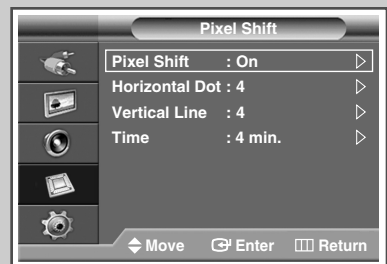 Pixel Shift
Pixel Shift : On
Horizontal Dot : 4
Vertical Line : 4
Time : 4 min.
Move Enter Return